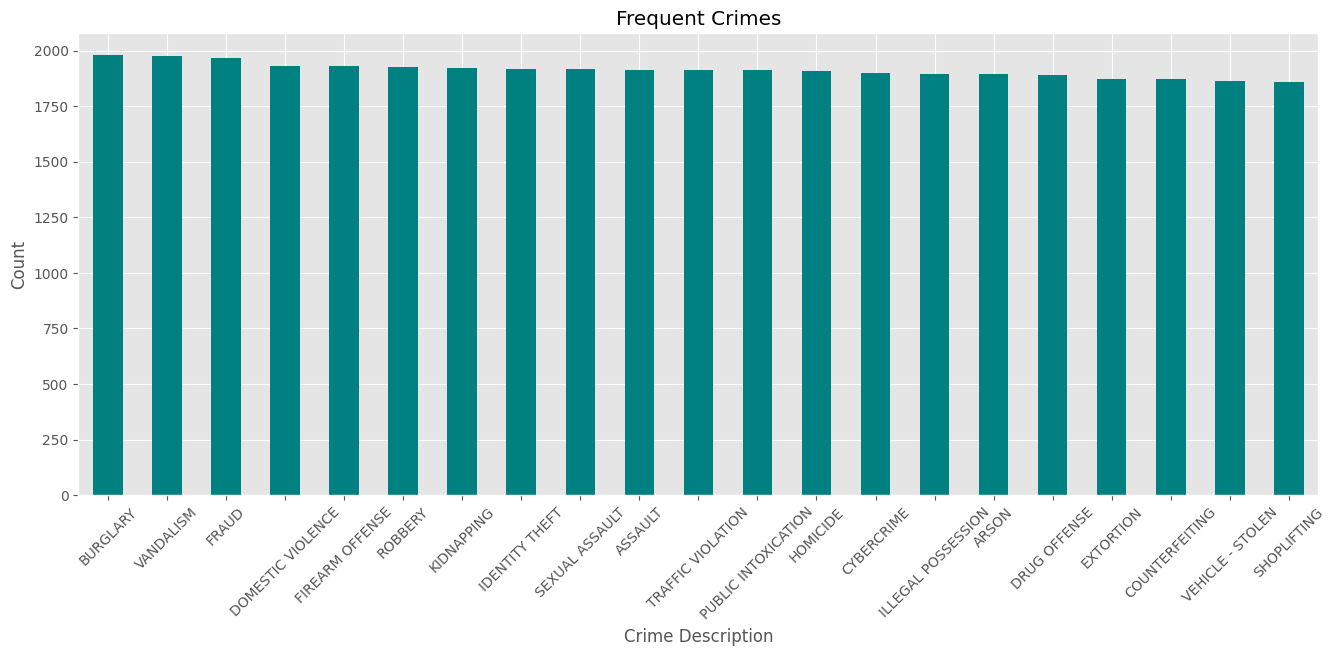 Frequent Crimes
2000
1750
1500
1250
1000
750
500
250
0
Count
BURGLARY
VANDALISM
FRAUD
DOMESTIC VIOLENCE
FIREARM OFFENSE
ROBBERY
KIDNAPPING
IDENTITY THEFT
SEXUAL ASSAULT
ASSAULT
TRAFFIC VIOLATION
PUBLIC INTOXICATION
HOMICIDE
CYBERCRIME
ILLEGAL POSSESSION
ARSON
DRUG OFFENSE
EXTORTION
COUNTERFEITING
VEHICLE - STOLEN
SHOPLIFTING
Crime Description